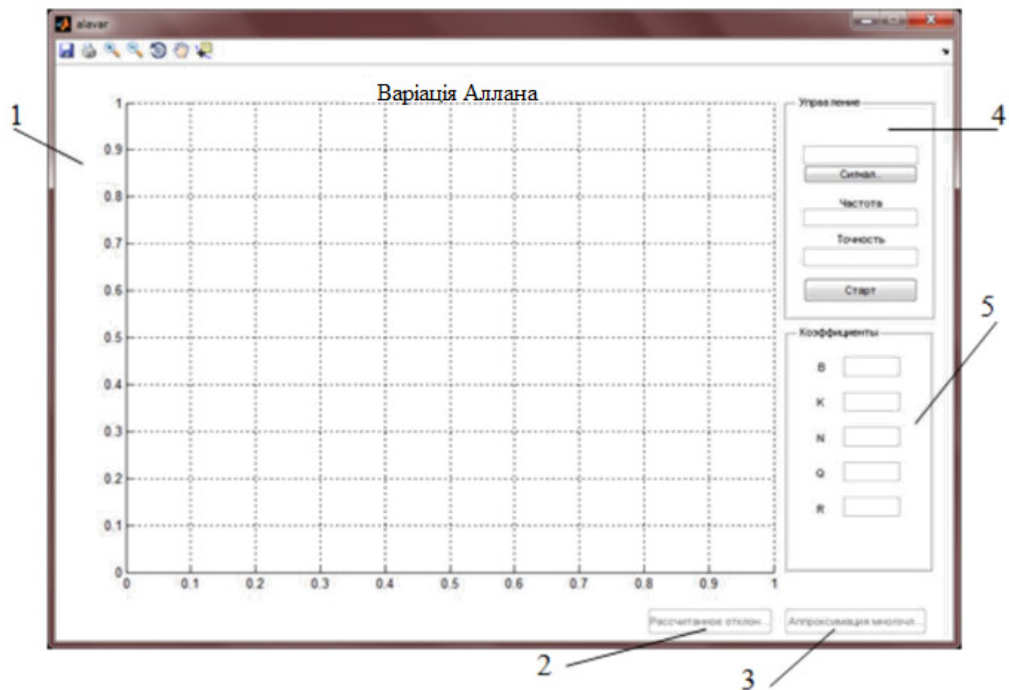 alavar
Варіація Аллана
1
0.9
0.8
0.7
0.6
0.5
0.4
0.3
0.2
0.1
0
0 0.1 0.2 0.3 0.4 0.5 0.6 0.7 0.8 0.9 1
Управление
Сигнал..
Частота
Точность
Старт
Коэффициенты
B
K
N
Q
R
Рассчитанное отклон...
Аппроксимация многочл...
1
4
5
2
3